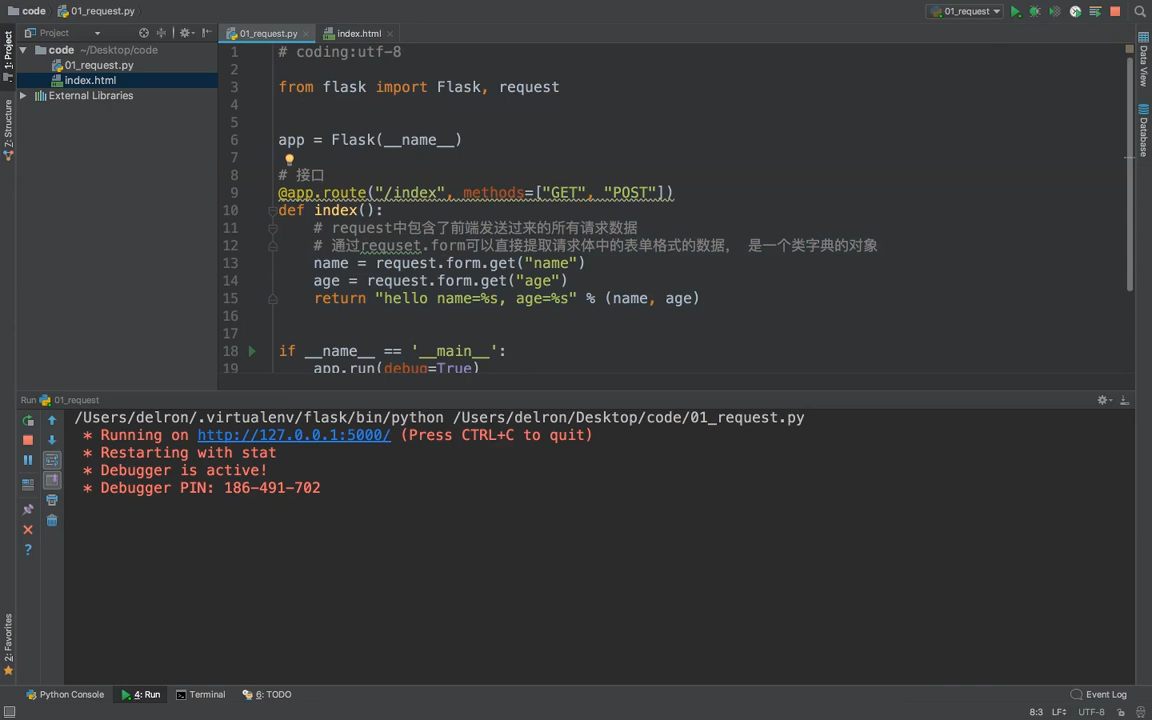 code 01_request.py 01_request
Project 01_request.py index.html
1: Project
code ~/Desktop/code
01_request.py
index.html
External Libraries
Z: Structure
2: Favorites
1 # coding:utf-8
2
3 from flask import Flask, request
4
5
6 app = Flask(__name__)
7
8 # 接口
9 @app.route("/index", methods=["GET", "POST"])
10 def index():
11 # request中包含了前端发送过来的所有请求数据
12 # 通过requset.form可以直接提取请求体中的表单格式的数据， 是一个类字典的对象
13 name = request.form.get("name")
14 age = request.form.get("age")
15 return "hello name=%s, age=%s" % (name, age)
16
17
18 if __name__ == '__main__':
19 app.run(debug=True)
Data View
Database
Run 01_request
/Users/delron/.virtualenv/flask/bin/python /Users/delron/Desktop/code/01_request.py
* Running on http://127.0.0.1:5000/ (Press CTRL+C to quit)
* Restarting with stat
* Debugger is active!
* Debugger PIN: 186-491-702
Python Console 4: Run Terminal 6: TODO Event Log
8:3 LF÷ UTF-8